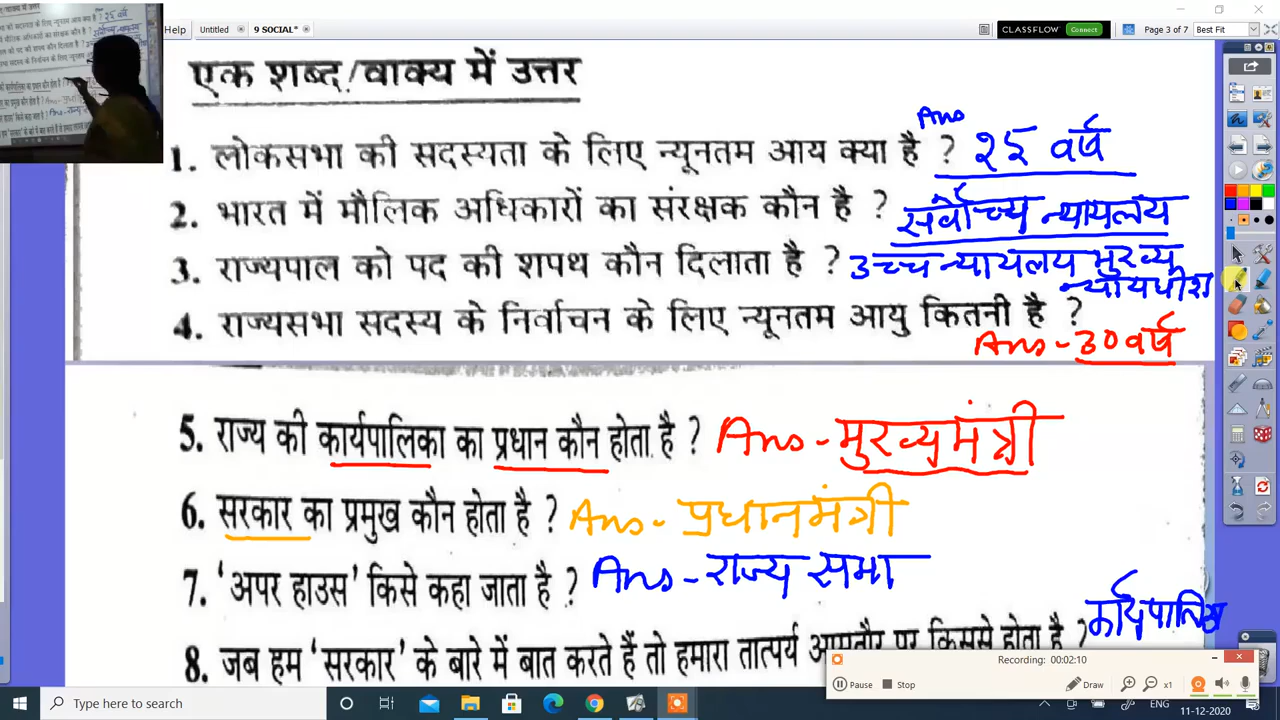 Help Untitled 9 SOCIAL* CLASSFLOW Connect Page 3 of 7 Best Fit
एक शब्द/वाक्य में उत्तर
Ans
1. लोकसभा की सदस्यता के लिए न्यूनतम आय क्या है ? २५ वर्ष
2. भारत में मौलिक अधिकारों का संरक्षक कौन है ? सर्वोच्च न्यायलय
3. राज्यपाल को पद की शपथ कौन दिलाता है ? उच्च न्यायलय मुख्य
न्यायधीश
4. राज्यसभा सदस्य के निर्वाचन के लिए न्यूनतम आयु कितनी है ?
Ans - 30 वर्ष
5. राज्य की कार्यपालिका का प्रधान कौन होता है ? Ans - मुख्यमंत्री
6. सरकार का प्रमुख कौन होता है ? Ans - प्रधानमंत्री
7. 'अपर हाउस' किसे कहा जाता है ? Ans - राज्य सभा
8. जब हम 'सरकार' के बारे में बात करते हैं तो हमारा तात्पर्य आमतौर पर किससे होता है ?
Recording: 00:02:10
Pause Stop Draw x1
Type here to search ENG
11-12-2020